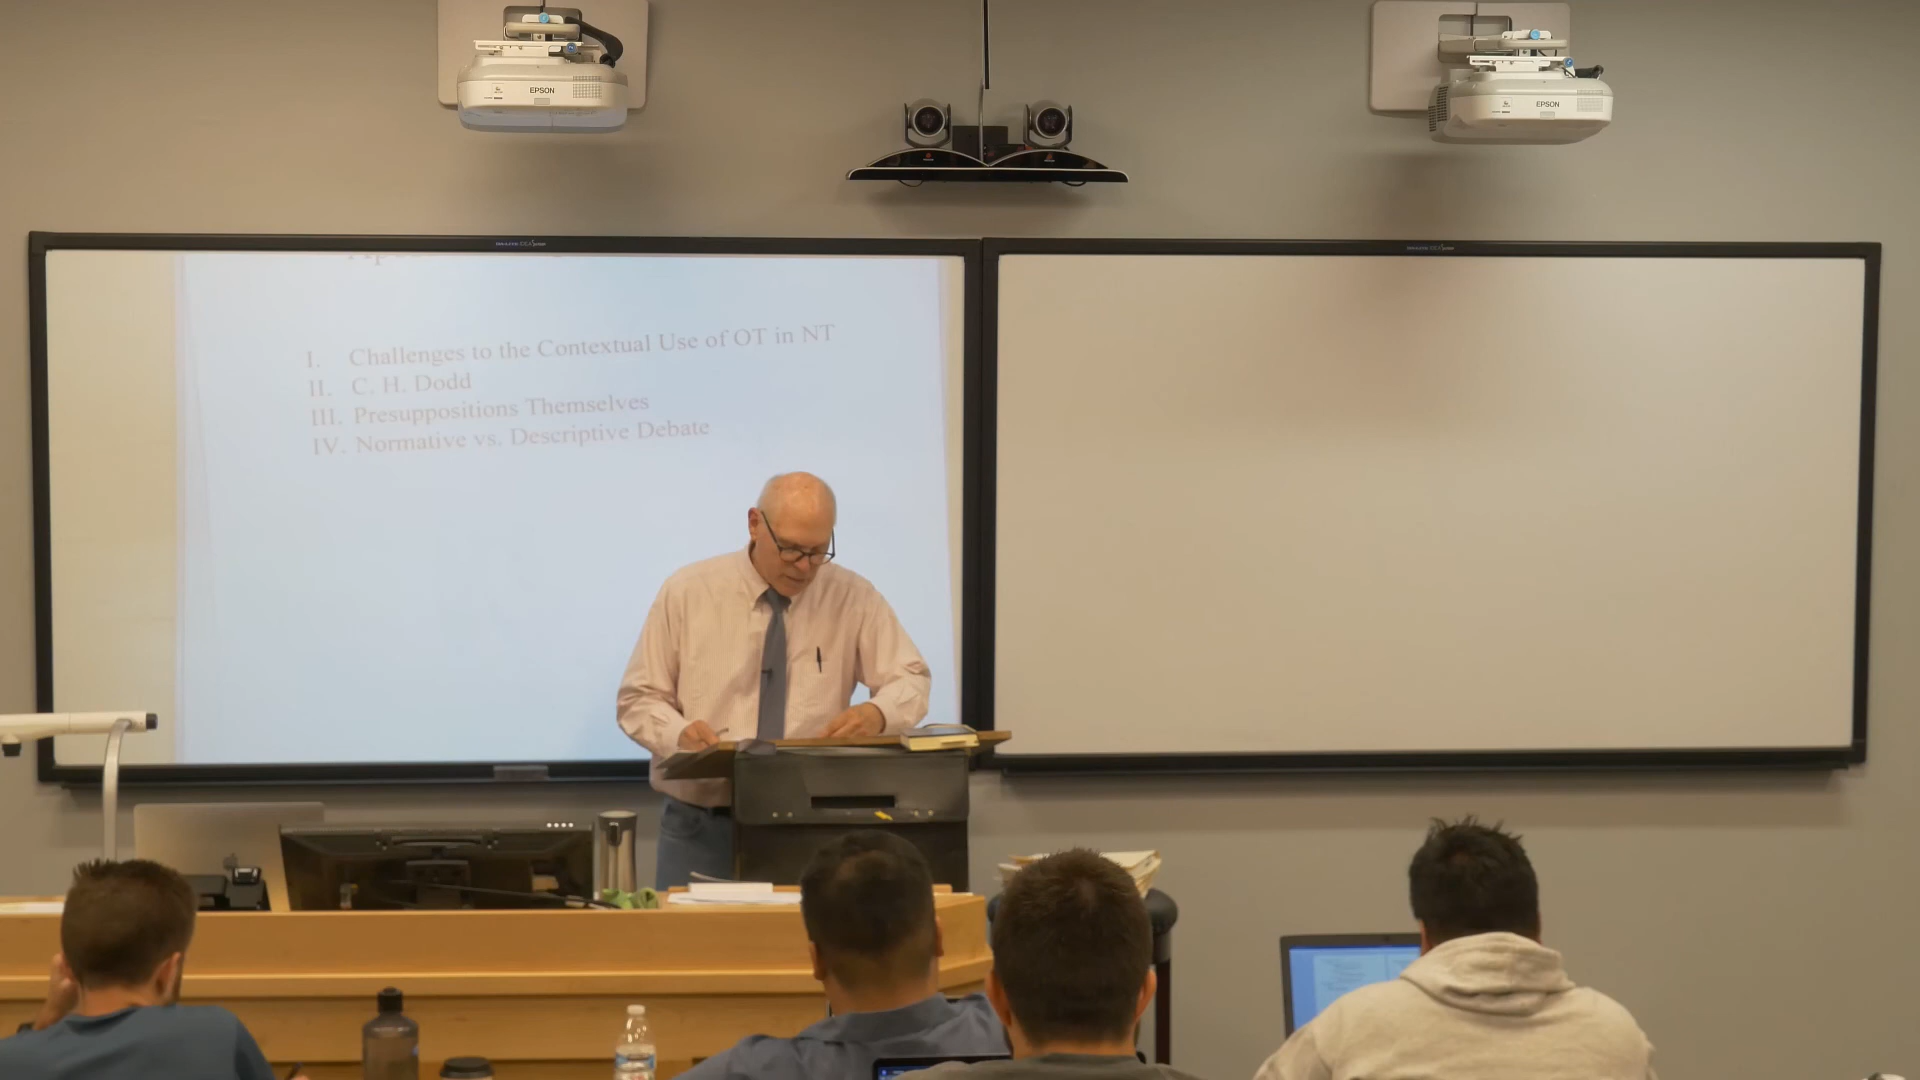 EPSON
EPSON
I. Challenges to the Contextual Use of OT in NT
II. C. H. Dodd
III. Presuppositions Themselves
IV. Normative vs. Descriptive Debate